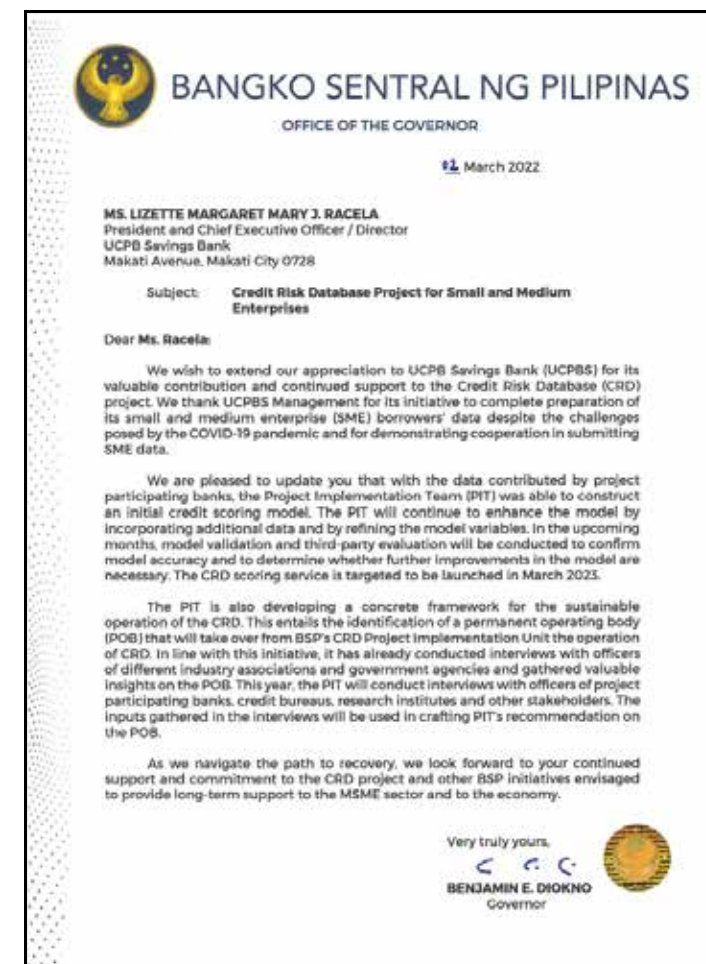 BANGKO SENTRAL NG PILIPINAS
OFFICE OF THE GOVERNOR
02 March 2022
MS. LIZETTE MARGARET MARY J. RACELA
President and Chief Executive Officer / Director
UCPB Savings Bank
Makati Avenue, Makati City 0728
Subject: Credit Risk Database Project for Small and Medium
Enterprises
Dear Ms. Racela:
We wish to extend our appreciation to UCPB Savings Bank (UCPBS) for its
valuable contribution and continued support to the Credit Risk Database (CRD)
project. We thank UCPBS Management for its initiative to complete preparation of
its small and medium enterprise (SME) borrowers' data despite the challenges
posed by the COVID-19 pandemic and for demonstrating cooperation in submitting
SME data.
We are pleased to update you that with the data contributed by project
participating banks, the Project Implementation Team (PIT) was able to construct
an initial credit scoring model. The PIT will continue to enhance the model by
incorporating additional data and by refining the model variables. In the upcoming
months, model validation and third-party evaluation will be conducted to confirm
model accuracy and to determine whether further improvements in the model are
necessary. The CRD scoring service is targeted to be launched in March 2023.
The PIT is also developing a concrete framework for the sustainable
operation of the CRD. This entails the identification of a permanent operating body
(POB) that will take over from BSP's CRD Project Implementation Unit the operation
of CRD. In line with this initiative, it has already conducted interviews with officers
of different industry associations and government agencies and gathered valuable
insights on the POB. This year, the PIT will conduct interviews with officers of project
participating banks, credit bureaus, research institutes and other stakeholders. The
inputs gathered in the interviews will be used in crafting PIT's recommendation on
the POB.
As we navigate the path to recovery, we look forward to your continued
support and commitment to the CRD project and other BSP initiatives envisaged
to provide long-term support to the MSME sector and to the economy.
Very truly yours,
BENJAMIN E. DIOKNO
Governor